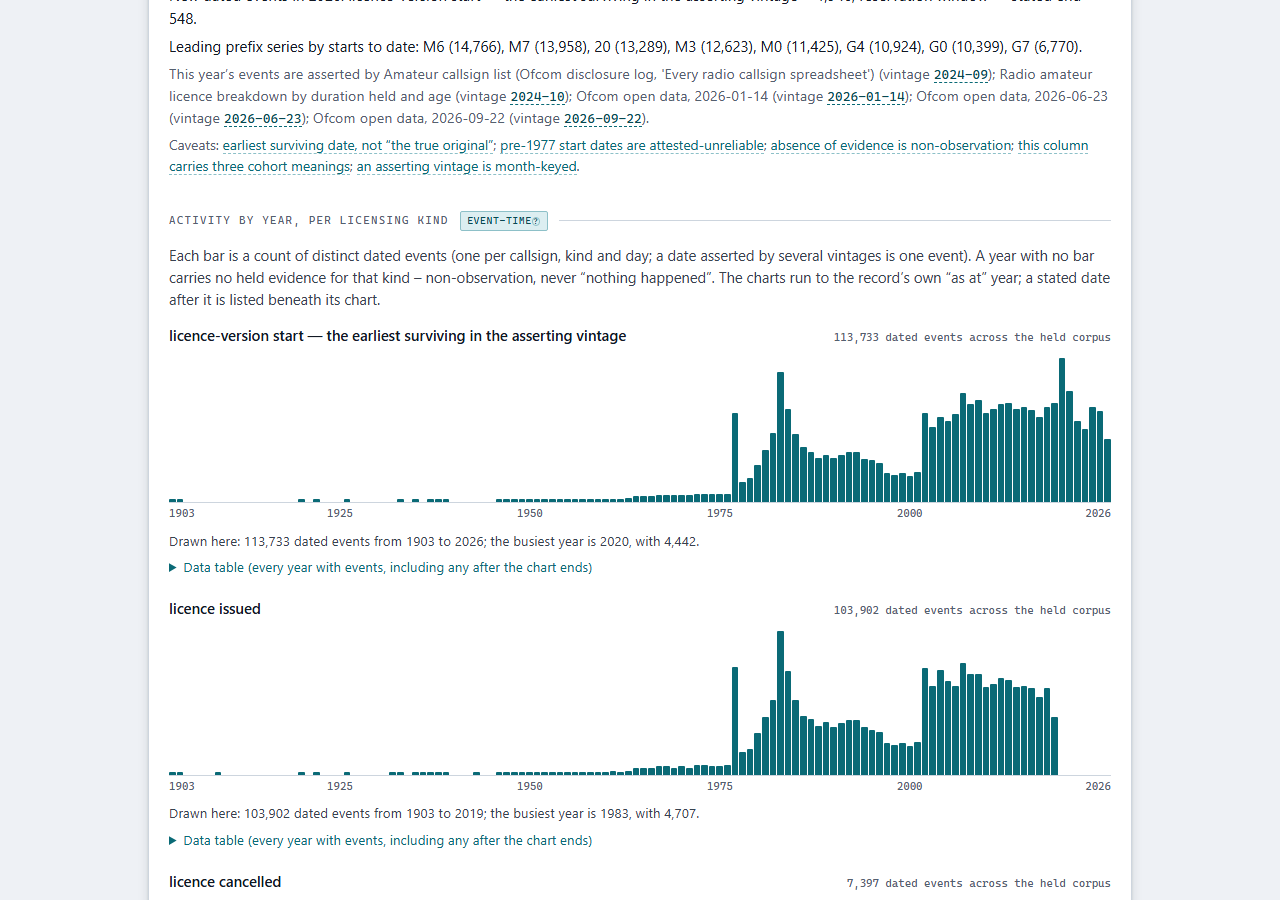 548.
Leading prefix series by starts to date: M6 (14,766), M7 (13,958), 20 (13,289), M3 (12,623), M0 (11,425), G4 (10,924), G0 (10,399), G7 (6,770).
This year's events are asserted by Amateur callsign list (Ofcom disclosure log, 'Every radio callsign spreadsheet') (vintage 2024-09); Radio amateur
licence breakdown by duration held and age (vintage 2024-10); Ofcom open data, 2026-01-14 (vintage 2026-01-14); Ofcom open data, 2026-06-23
(vintage 2026-06-23); Ofcom open data, 2026-09-22 (vintage 2026-09-22).
Caveats: earliest surviving date, not “the true original”; pre-1977 start dates are attested-unreliable; absence of evidence is non-observation; this column
carries three cohort meanings; an asserting vintage is month-keyed.
ACTIVITY BY YEAR, PER LICENSING KIND EVENT-TIME?
Each bar is a count of distinct dated events (one per callsign, kind and day; a date asserted by several vintages is one event). A year with no bar
carries no held evidence for that kind – non-observation, never “nothing happened”. The charts run to the record's own “as at” year; a stated date
after it is listed beneath its chart.
licence-version start — the earliest surviving in the asserting vintage 113,733 dated events across the held corpus
1903 1925 1950 1975 2000 2026
Drawn here: 113,733 dated events from 1903 to 2026; the busiest year is 2020, with 4,442.
▶ Data table (every year with events, including any after the chart ends)
licence issued 103,902 dated events across the held corpus
1903 1925 1950 1975 2000 2026
Drawn here: 103,902 dated events from 1903 to 2019; the busiest year is 1983, with 4,707.
▶ Data table (every year with events, including any after the chart ends)
licence cancelled 7,397 dated events across the held corpus